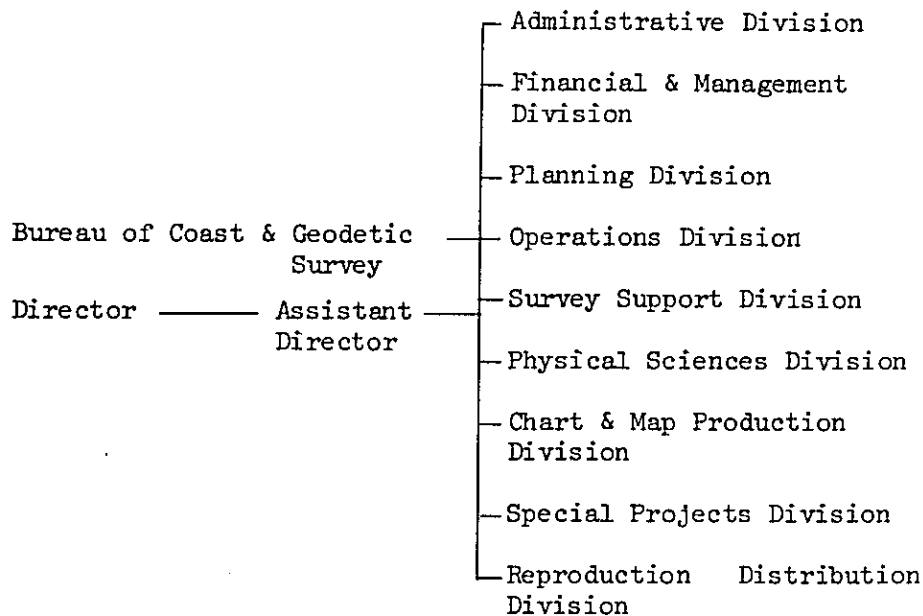 Administrative Division
Financial & Management
Division
Planning Division
Bureau of Coast & Geodetic
Survey
Operations Division
Director
Assistant
Director
Survey Support Division
Physical Sciences Division
Chart & Map Production
Division
Special Projects Division
Reproduction Distribution
Division